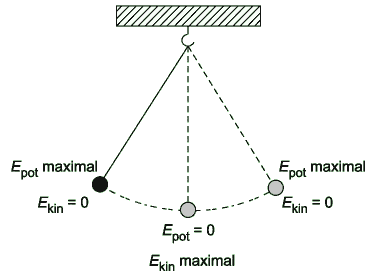 E_pot maximal
E_kin = 0
E_pot = 0
E_kin maximal
E_pot maximal
E_kin = 0